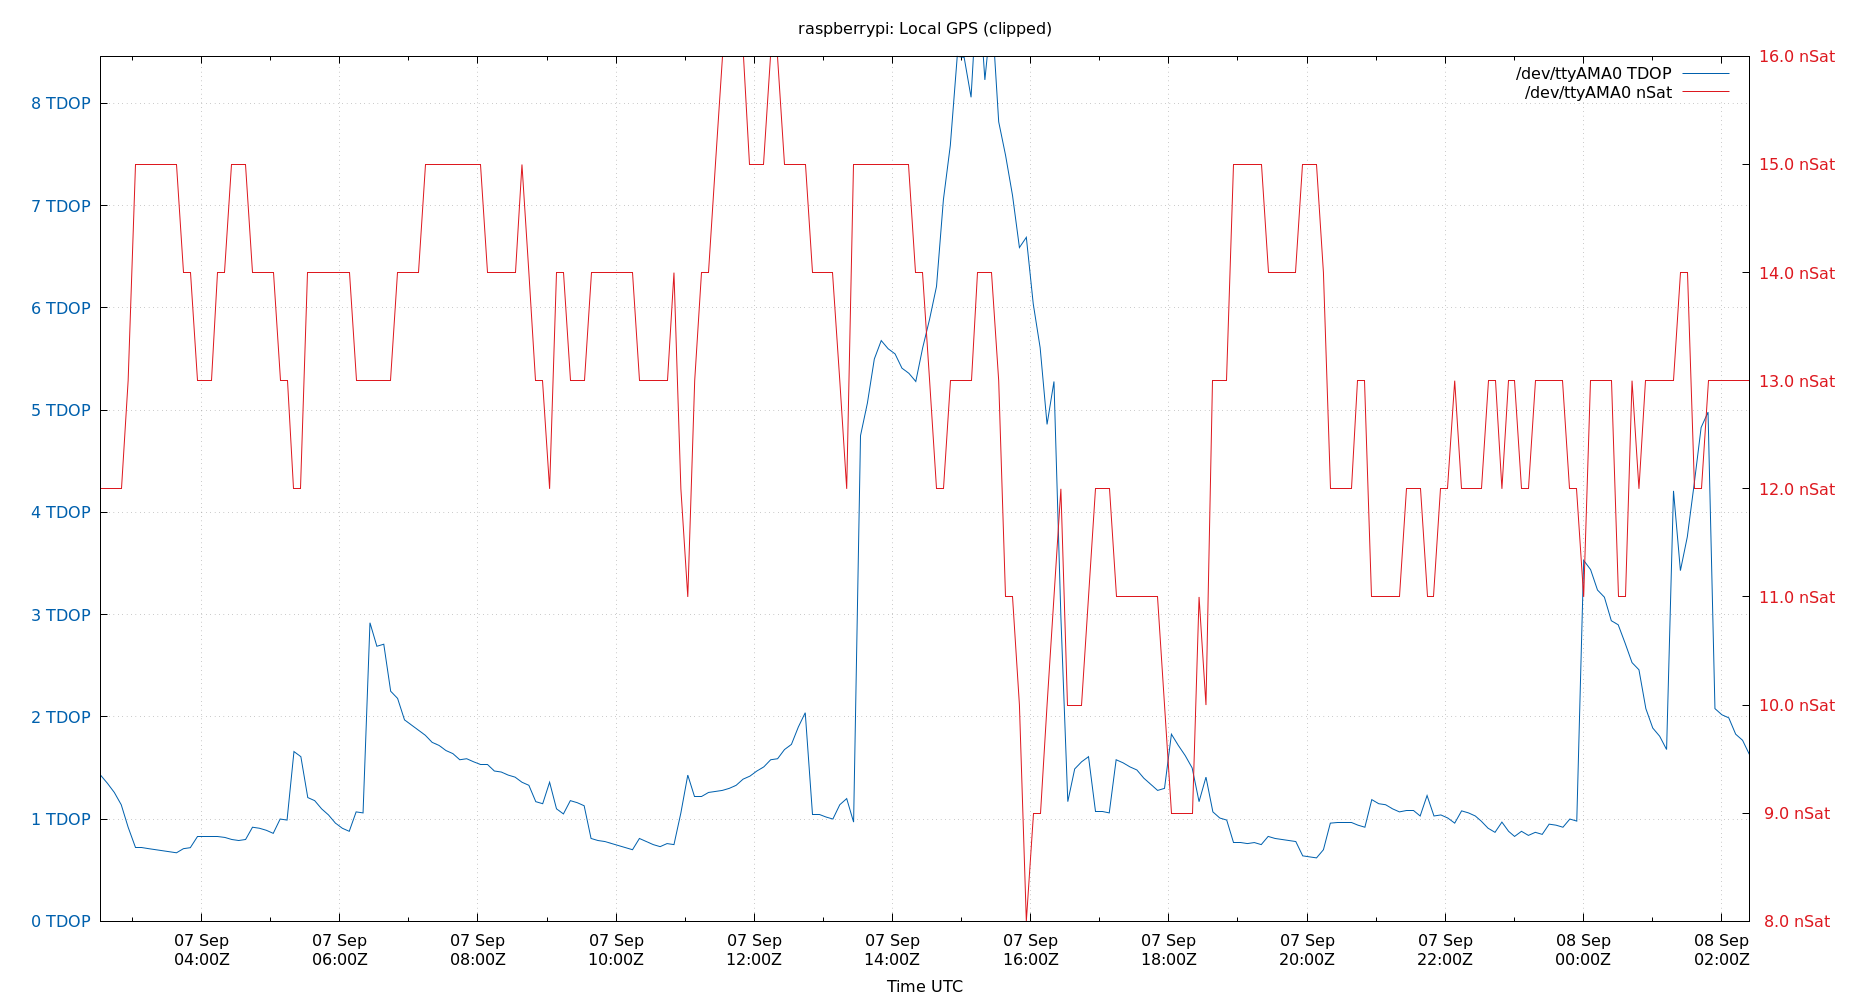 raspberrypi: Local GPS (clipped)
/dev/ttyAMA0 TDOP
/dev/ttyAMA0 nSat
8 TDOP
7 TDOP
6 TDOP
5 TDOP
4 TDOP
3 TDOP
2 TDOP
1 TDOP
0 TDOP
16.0 nSat
15.0 nSat
14.0 nSat
13.0 nSat
12.0 nSat
11.0 nSat
10.0 nSat
9.0 nSat
8.0 nSat
07 Sep
04:00Z
07 Sep
06:00Z
07 Sep
08:00Z
07 Sep
10:00Z
07 Sep
12:00Z
07 Sep
14:00Z
07 Sep
16:00Z
07 Sep
18:00Z
07 Sep
20:00Z
07 Sep
22:00Z
08 Sep
00:00Z
08 Sep
02:00Z
Time UTC